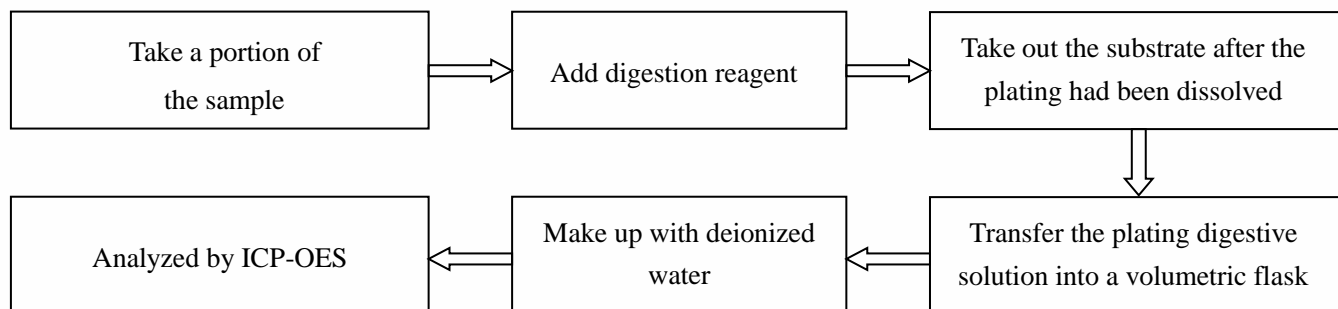 Take a portion of
the sample
Add digestion reagent
Take out the substrate after the
plating had been dissolved
Transfer the plating digestive
solution into a volumetric flask
Make up with deionized
water
Analyzed by ICP-OES